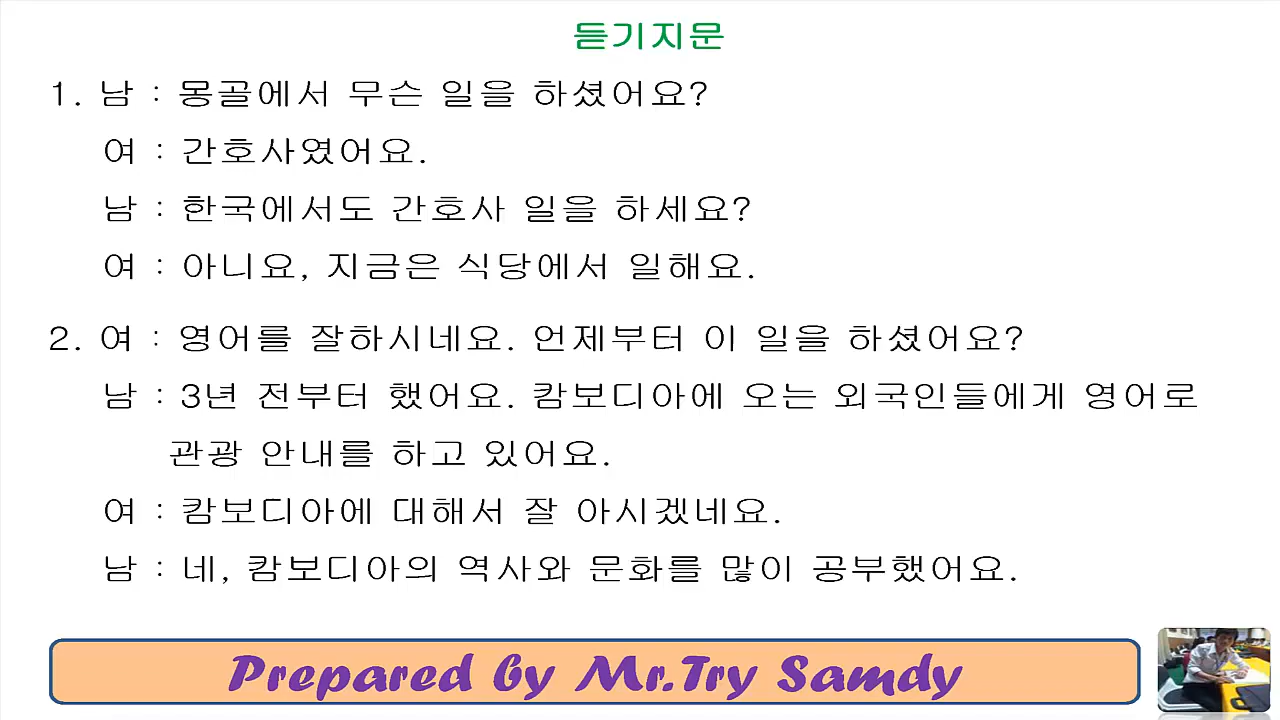 듣기지문
1. 남 : 몽골에서 무슨 일을 하셨어요?
여 : 간호사였어요.
남 : 한국에서도 간호사 일을 하세요?
여 : 아니요, 지금은 식당에서 일해요.
2. 여 : 영어를 잘하시네요. 언제부터 이 일을 하셨어요?
남 : 3년 전부터 했어요. 캄보디아에 오는 외국인들에게 영어로
관광 안내를 하고 있어요.
여 : 캄보디아에 대해서 잘 아시겠네요.
남 : 네, 캄보디아의 역사와 문화를 많이 공부했어요.
Prepared by Mr.Try Samdy